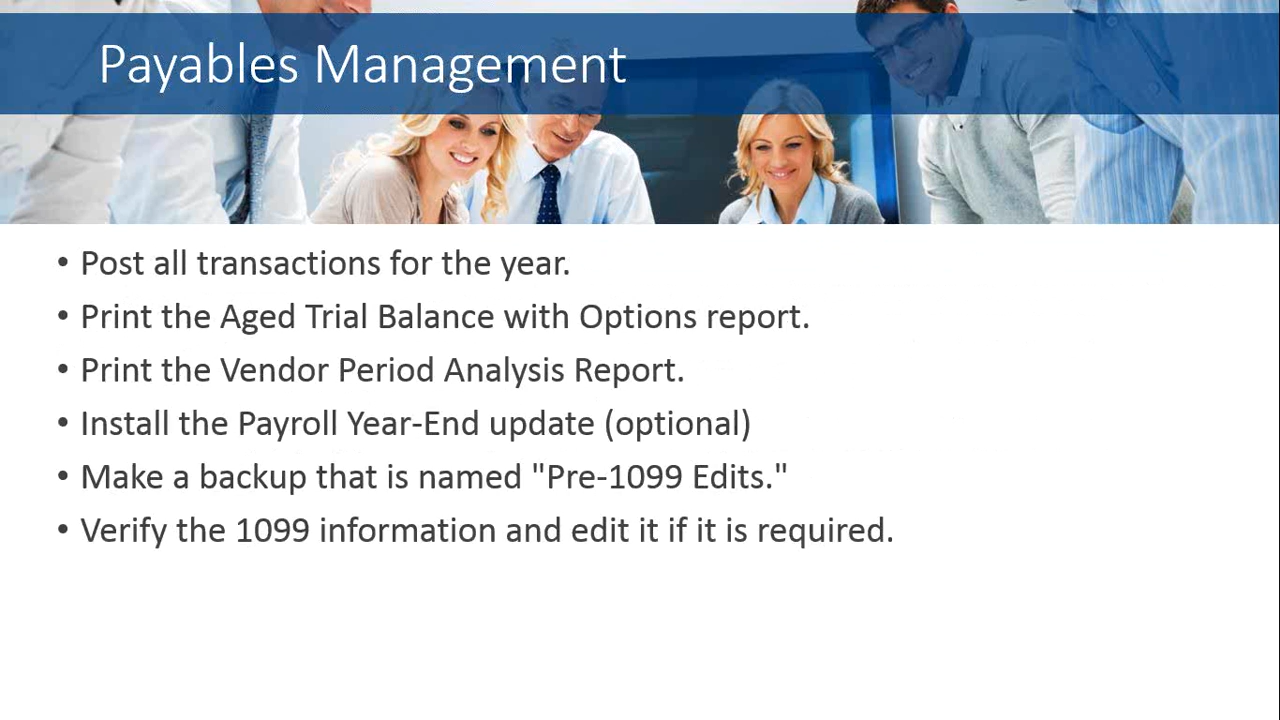 Payables Management
• Post all transactions for the year.
• Print the Aged Trial Balance with Options report.
• Print the Vendor Period Analysis Report.
• Install the Payroll Year-End update (optional)
• Make a backup that is named "Pre-1099 Edits."
• Verify the 1099 information and edit it if it is required.